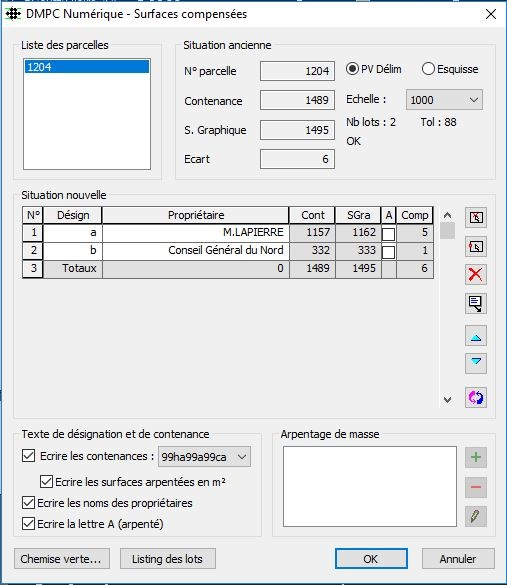 DMPC Numérique - Surfaces compensées
Liste des parcelles
1204
Situation ancienne
N° parcelle 1204 PV Délim Esquisse
Contenance 1489 Echelle : 1000
S. Graphique 1495 Nb lots : 2 Tol : 88
OK
Ecart 6
Situation nouvelle
N° Désign Propriétaire Cont SGra A Comp
1 a M.LAPIERRE 1157 1162 5
2 b Conseil Général du Nord 332 333 1
3 Totaux 0 1489 1495 6
Texte de désignation et de contenance
Ecrire les contenances : 99ha99a99ca
Ecrire les surfaces arpentées en m²
Ecrire les noms des propriétaires
Ecrire la lettre A (arpenté)
Arpentage de masse
Chemise verte... Listing des lots OK Annuler